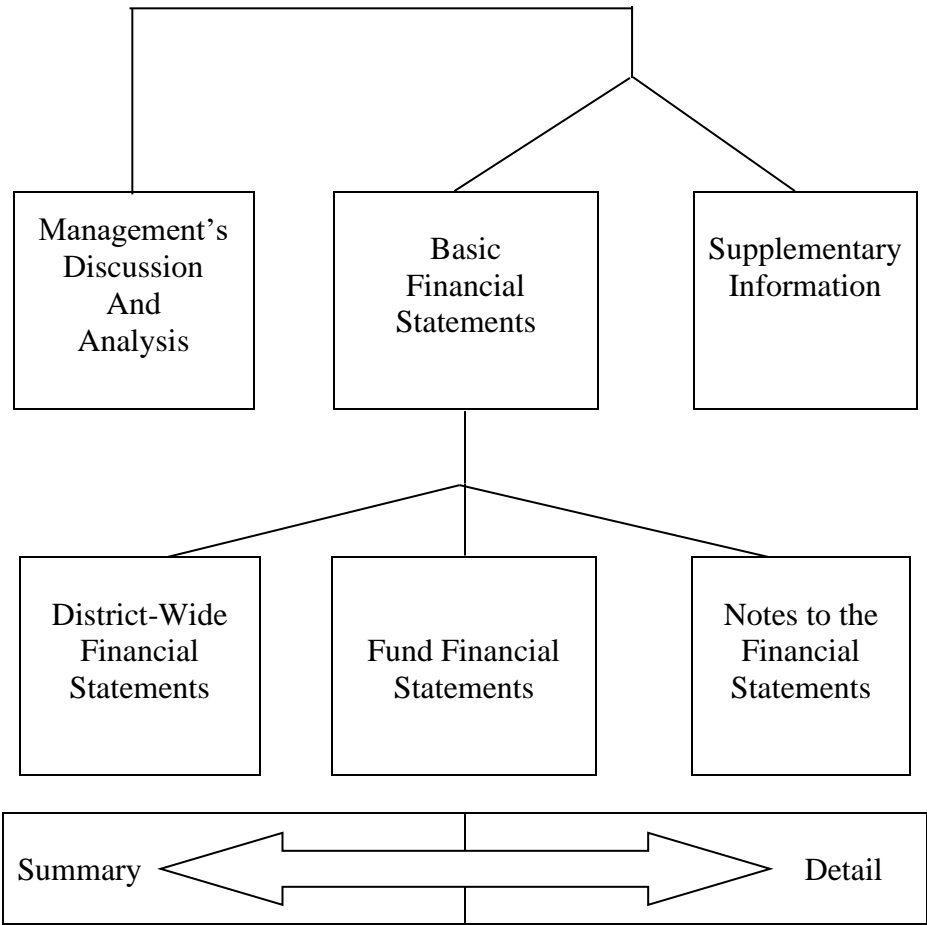 Management’s
Discussion
And
Analysis
Basic
Financial
Statements
Supplementary
Information
District-Wide
Financial
Statements
Fund Financial
Statements
Notes to the
Financial
Statements
Summary
Detail